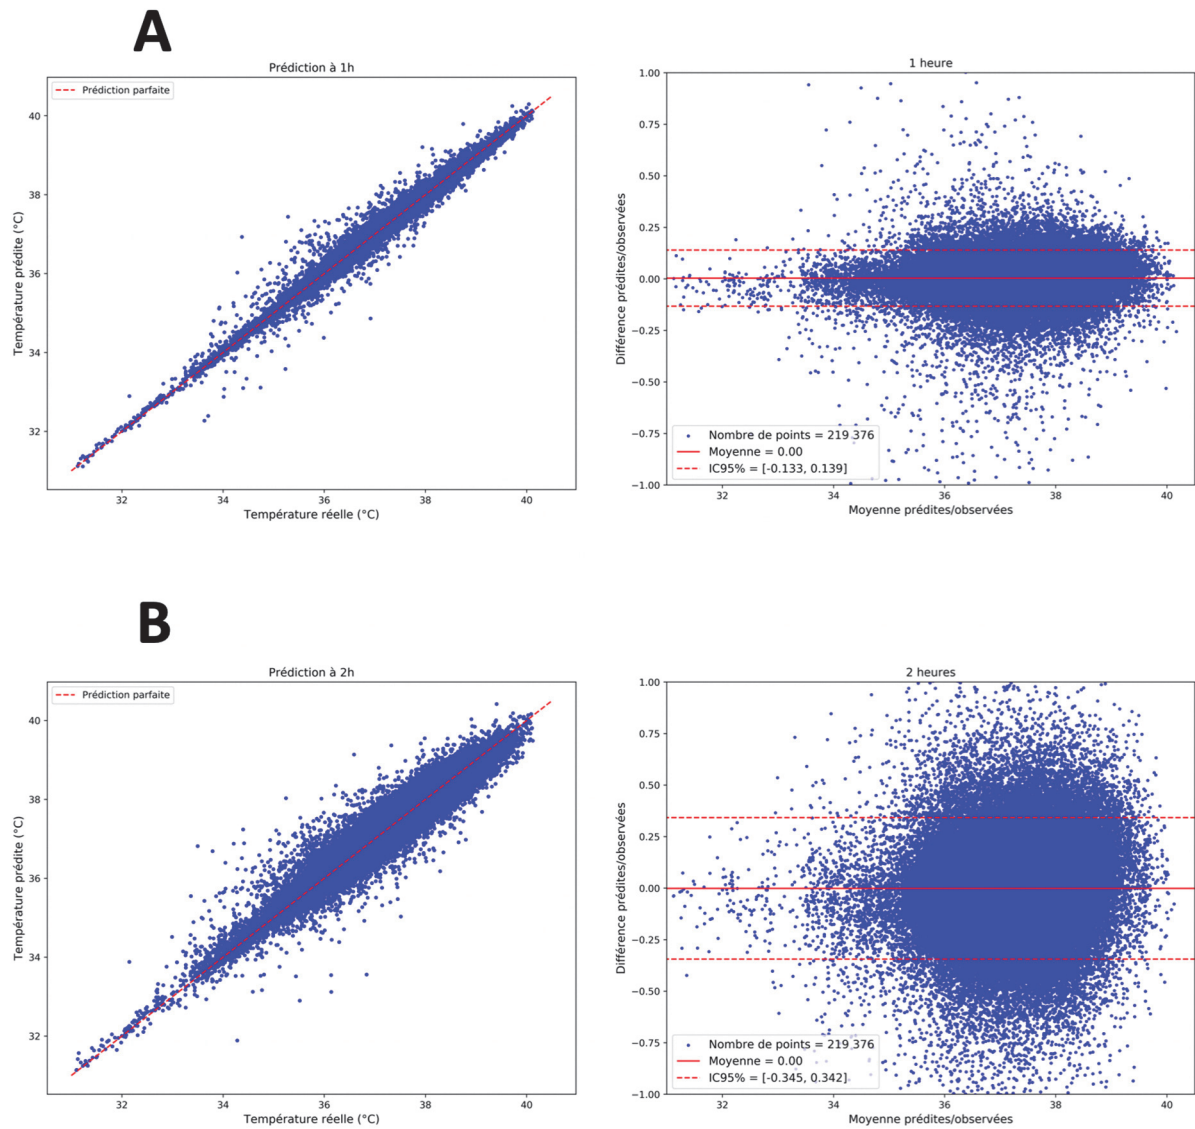 A
Prédiction à 1h
Prédiction parfaite
Température prédite (°C)
40
38
36
34
32
32 34 36 38 40
Température réelle (°C)
1 heure
Différence prédites/observées
1.00
0.75
0.50
0.25
0.00
−0.25
−0.50
−0.75
−1.00
Nombre de points = 219 376
Moyenne = 0.00
IC95% = [-0.133, 0.139]
32 34 36 38 40
Moyenne prédites/observées
B
Prédiction à 2h
Prédiction parfaite
Température prédite (°C)
40
38
36
34
32
32 34 36 38 40
Température réelle (°C)
2 heures
Différence prédites/observées
1.00
0.75
0.50
0.25
0.00
−0.25
−0.50
−0.75
−1.00
Nombre de points = 219 376
Moyenne = 0.00
IC95% = [-0.345, 0.342]
32 34 36 38 40
Moyenne prédites/observées